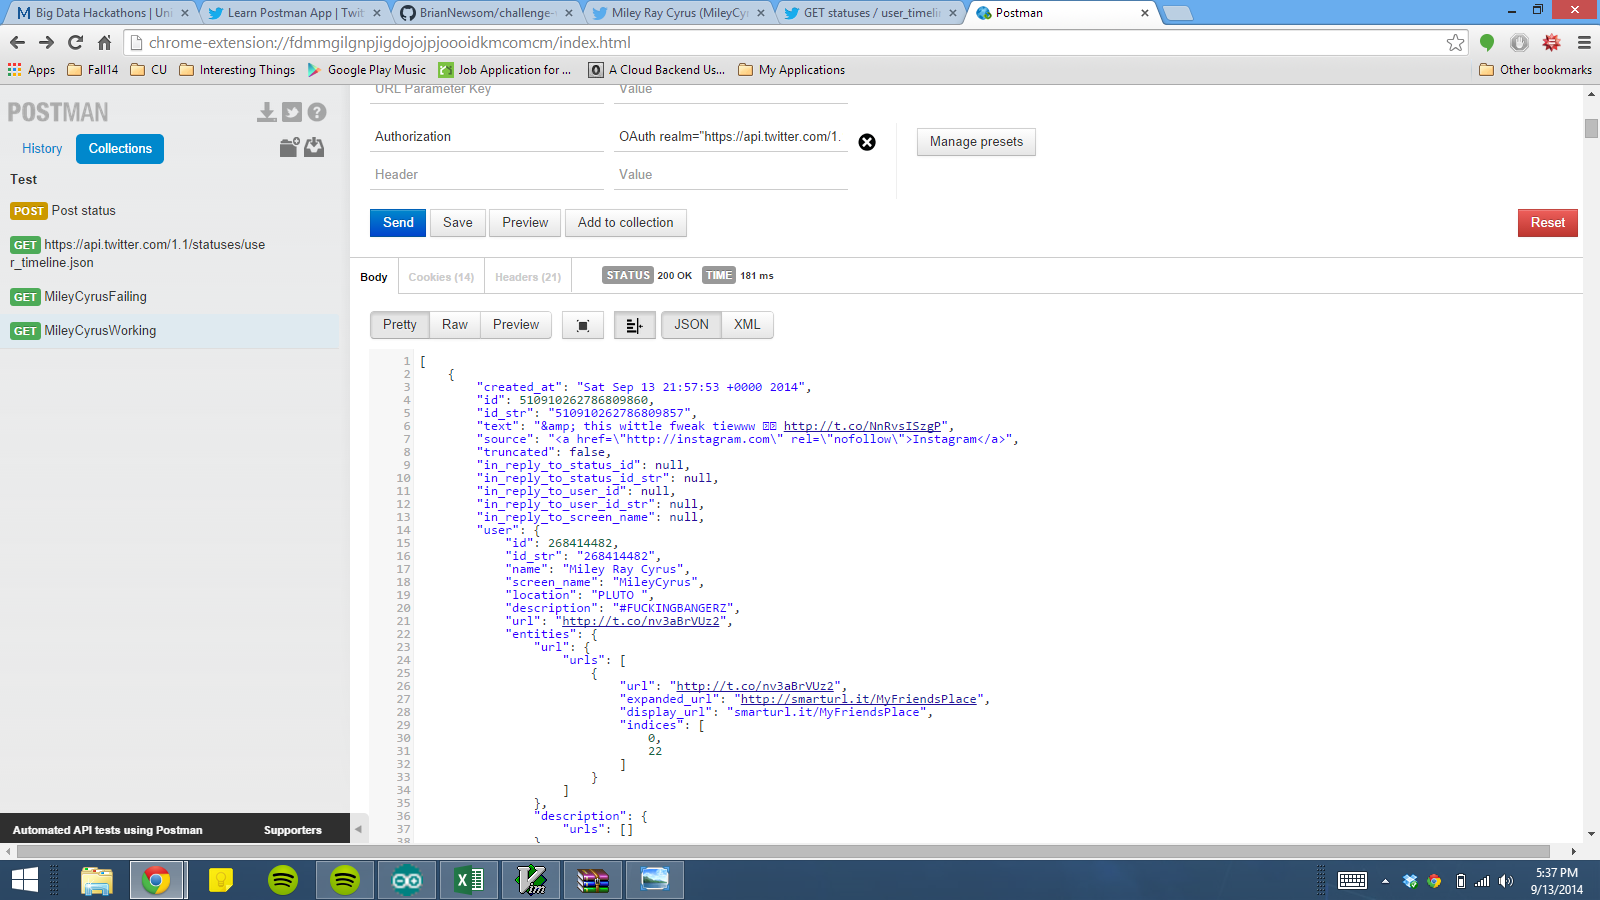 Big Data Hackathons | Uni
Learn Postman App | Twit
BrianNewsom/challenge-
Miley Ray Cyrus (MileyCy
GET statuses / user_timeli
Postman
chrome-extension://fdmmgilgnpjigdojojpjoooidkmcomcm/index.html
Apps Fall14 CU Interesting Things Google Play Music Job Application for ... A Cloud Backend Us... My Applications Other bookmarks
POSTMAN
History Collections
Test
POST Post status
GET https://api.twitter.com/1.1/statuses/use
r_timeline.json
GET MileyCyrusFailing
GET MileyCyrusWorking
Automated API tests using Postman Supporters
URL Parameter Key Value
Authorization OAuth realm="https://api.twitter.com/1. Manage presets
Header Value
Send Save Preview Add to collection Reset
Body Cookies (14) Headers (21) STATUS 200 OK TIME 181 ms
Pretty Raw Preview JSON XML
1 [
2 {
3 "created_at": "Sat Sep 13 21:57:53 +0000 2014",
4 "id": 510910262786809860,
5 "id_str": "510910262786809857",
6 "text": "&amp; this wittle fweak tiewww http://t.co/NnRvsISzgP",
7 "source": "<a href=\"http://instagram.com\" rel=\"nofollow\">Instagram</a>",
8 "truncated": false,
9 "in_reply_to_status_id": null,
10 "in_reply_to_status_id_str": null,
11 "in_reply_to_user_id": null,
12 "in_reply_to_user_id_str": null,
13 "in_reply_to_screen_name": null,
14 "user": {
15 "id": 268414482,
16 "id_str": "268414482",
17 "name": "Miley Ray Cyrus",
18 "screen_name": "MileyCyrus",
19 "location": "PLUTO ",
20 "description": "#FUCKINGBANGERZ",
21 "url": "http://t.co/nv3aBrVUz2",
22 "entities": {
23 "url": {
24 "urls": [
25 {
26 "url": "http://t.co/nv3aBrVUz2",
27 "expanded_url": "http://smarturl.it/MyFriendsPlace",
28 "display_url": "smarturl.it/MyFriendsPlace",
29 "indices": [
30 0,
31 22
32 ]
33 }
34 ]
35 },
36 "description": {
37 "urls": []
38 }
5:37 PM
9/13/2014